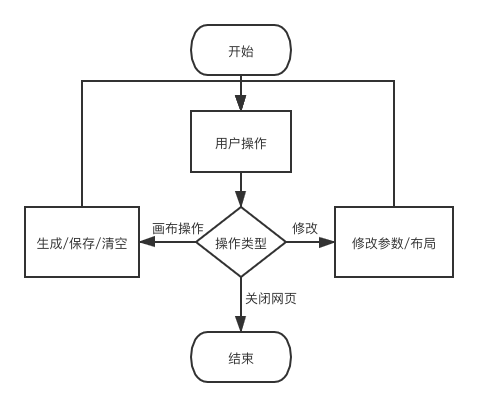 开始
用户操作
画布操作
修改
生成/保存/清空
操作类型
修改参数/布局
关闭网页
结束